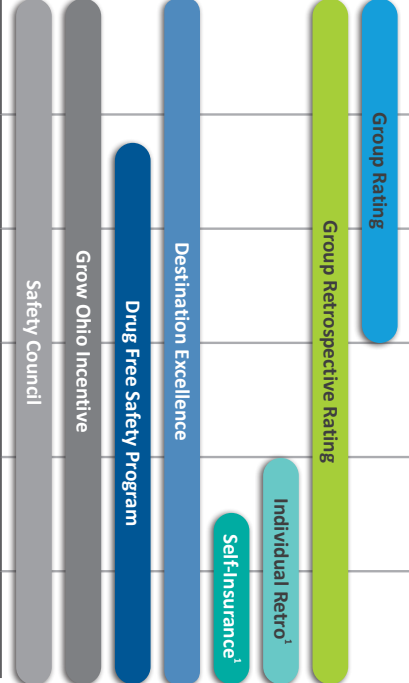 Group Rating
Group Retrospective Rating
Individual Retro¹
Self-Insurance¹
Destination Excellence
Drug Free Safety Program
Grow Ohio Incentive
Safety Council